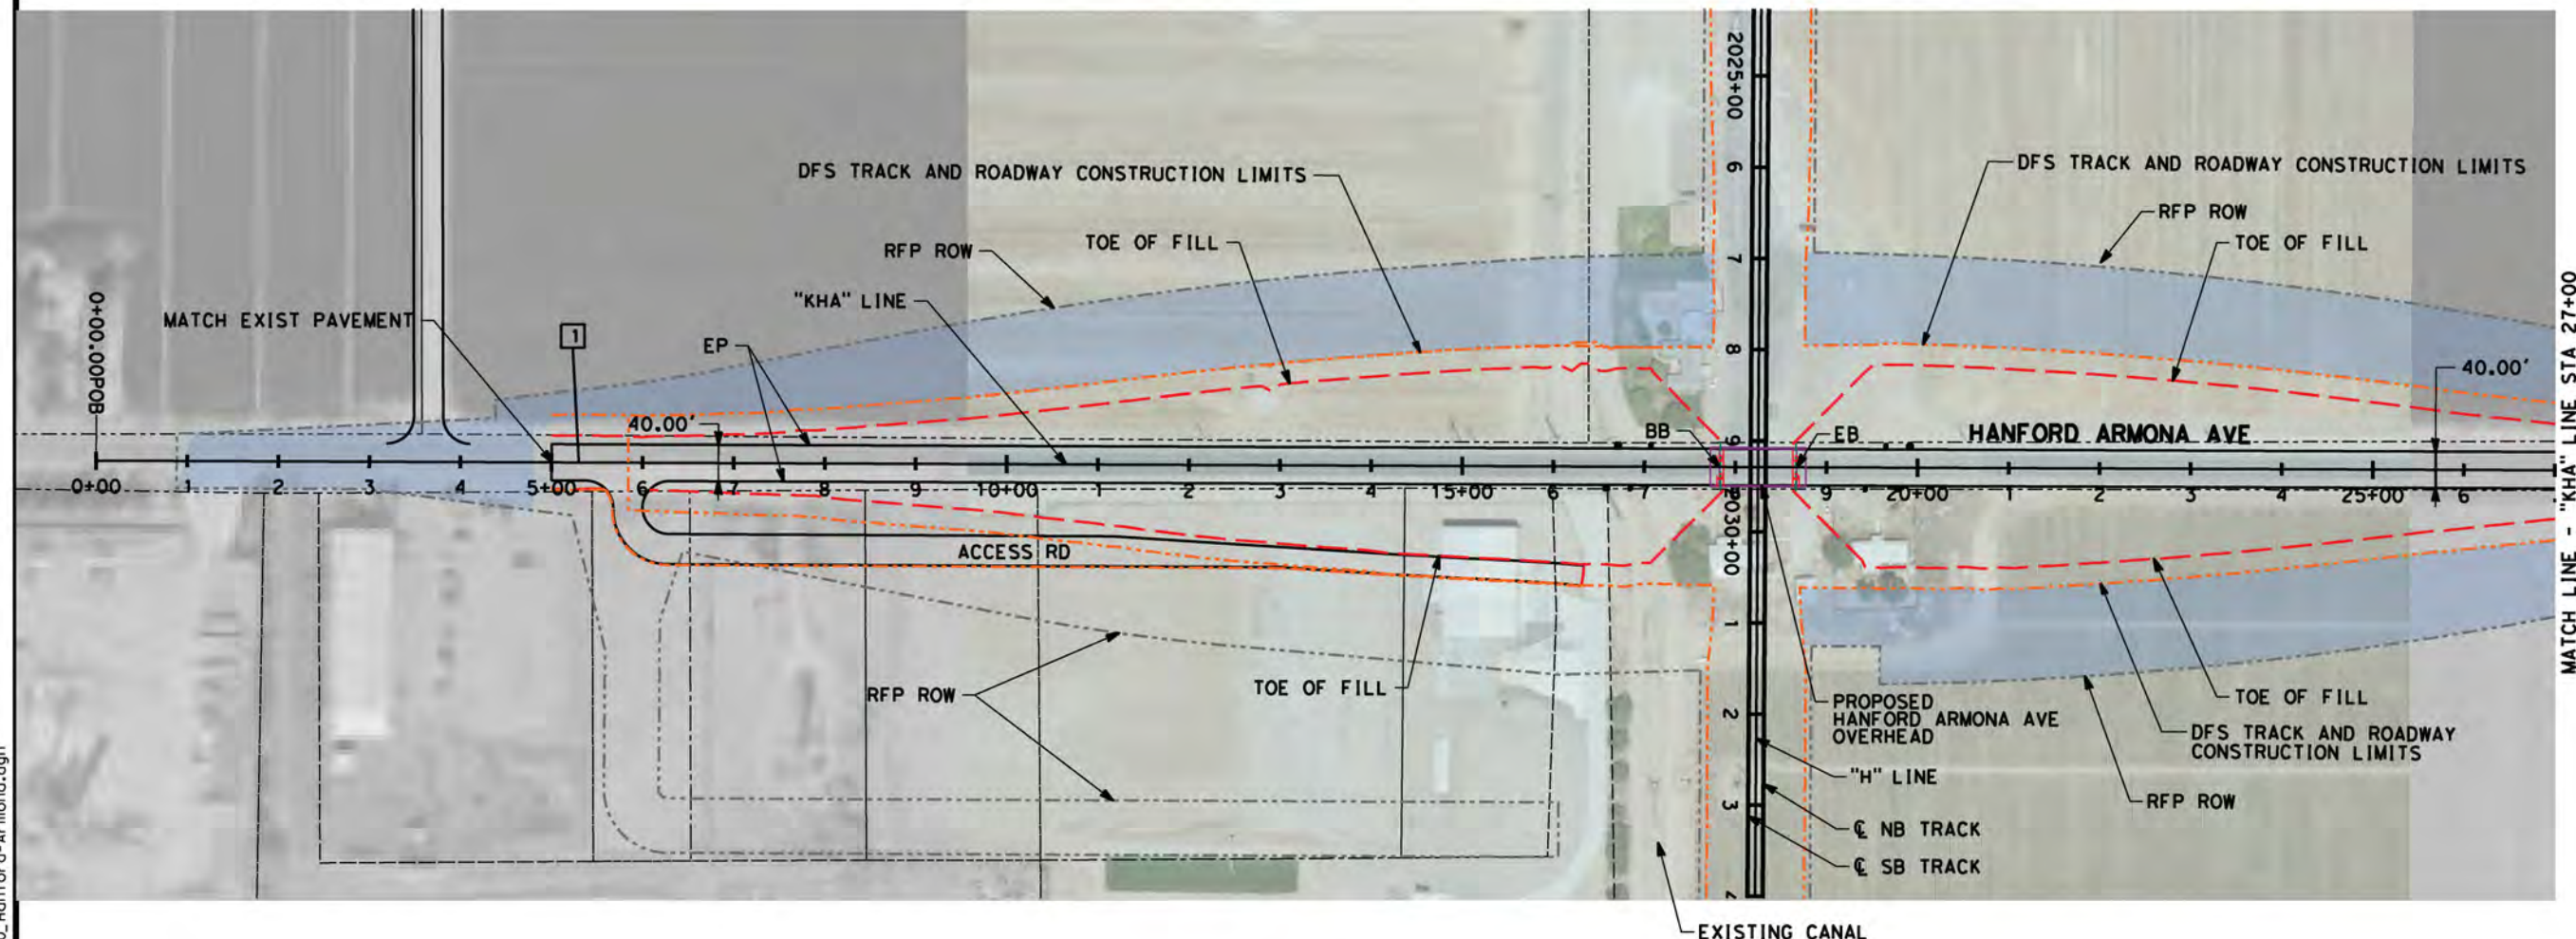 2025+00
6
7
8
9
2030+00
1
2
3
4
DFS TRACK AND ROADWAY CONSTRUCTION LIMITS
DFS TRACK AND ROADWAY CONSTRUCTION LIMITS
RFP ROW
TOE OF FILL
RFP ROW
TOE OF FILL
"KHA" LINE
MATCH EXIST PAVEMENT
1
EP
0+00.00POB
40.00'
40.00'
BB
EB
HANFORD ARMONA AVE
0+00
1
2
3
4
5+00
6
7
8
9
10+00
1
2
3
4
15+00
6
7
9
20+00
1
2
3
4
25+00
6
MATCH LINE - "KHA" LINE STA 27+00
ACCESS RD
RFP ROW
TOE OF FILL
PROPOSED
HANFORD ARMONA AVE
OVERHEAD
TOE OF FILL
DFS TRACK AND ROADWAY
CONSTRUCTION LIMITS
"H" LINE
RFP ROW
℄ NB TRACK
℄ SB TRACK
EXISTING CANAL